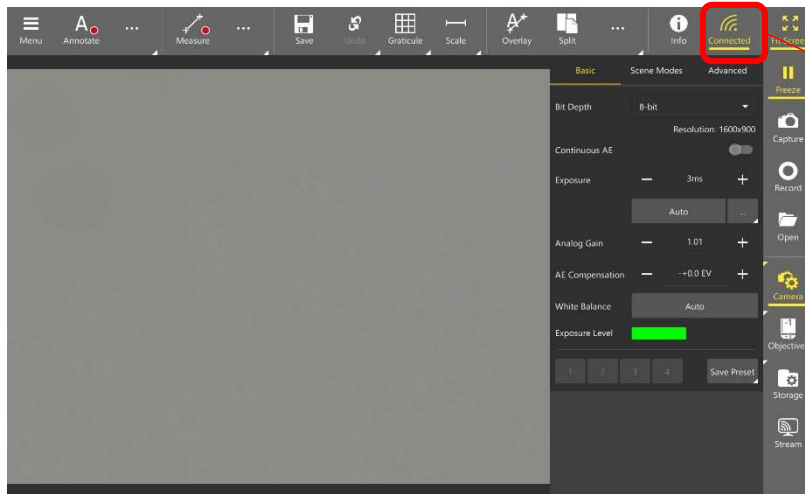 Menu Annotate ... Measure ... Save Undo Graticule Scale Overlay Split ... Info Connected Fit Screen
Basic Scene Modes Advanced
Freeze
Bit Depth 8-bit
Resolution: 1600x900
Capture
Continuous AE
Exposure 3ms
Record
Auto ...
Open
Analog Gain 1.01
AE Compensation -+0.0 EV
Camera
White Balance Auto
Exposure Level
Objective
1 2 3 4 Save Preset
Storage
Stream